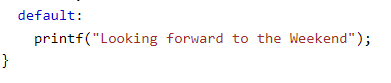 default:
printf("Looking forward to the Weekend");
}